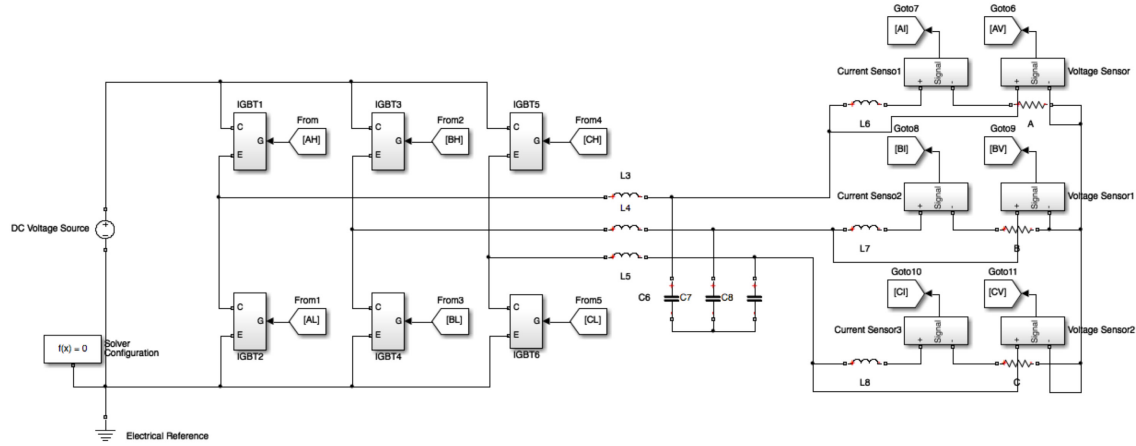 Goto7
Goto6
[AI]
[AV]
Current Senso1
Signal
+
-
Signal
+
-
Voltage Sensor
L6
A
IGBT1
C
E
G
From
[AH]
IGBT3
C
E
G
From2
[BH]
IGBT5
C
E
G
From4
[CH]
Goto8
Goto9
[BI]
[BV]
Current Senso2
Signal
+
-
Signal
+
-
Voltage Sensor1
L7
B
L3
L4
L5
DC Voltage Source
+
-
C6
C7
C8
Goto10
Goto11
[CI]
[CV]
Current Sensor3
Signal
+
-
Signal
+
-
Voltage Sensor2
L8
C
C
E
G
IGBT2
From1
[AL]
C
E
G
IGBT4
From3
[BL]
C
E
G
IGBT6
From5
[CL]
f(x) = 0
Solver
Configuration
Electrical Reference